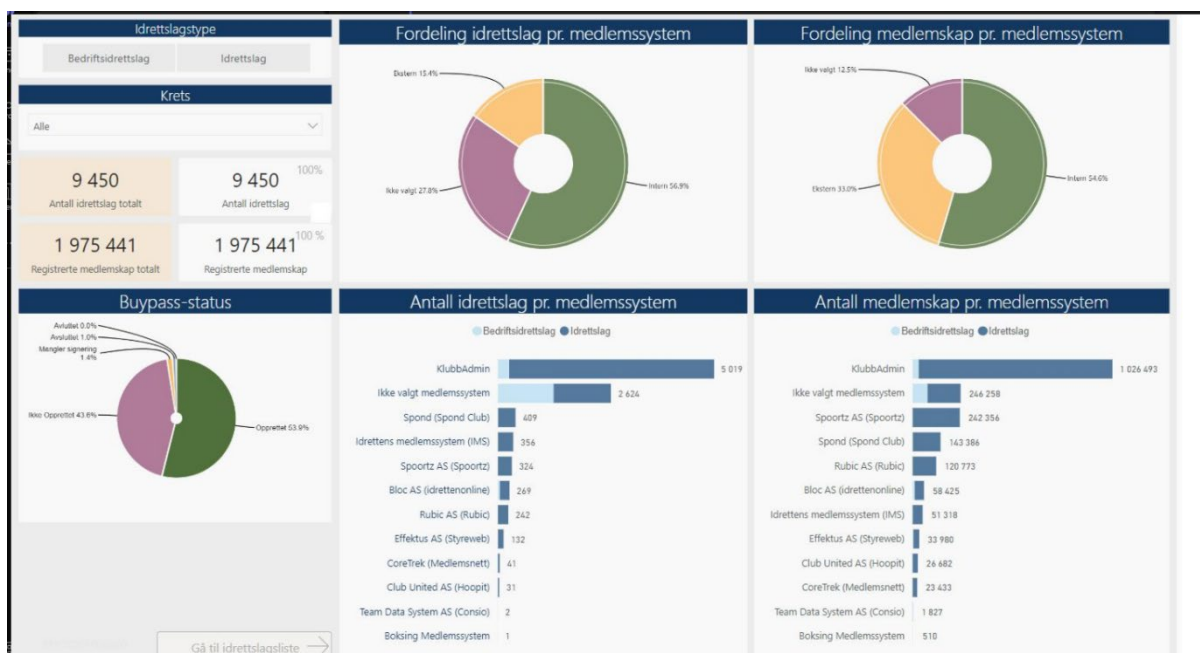 Idrettslagstype
Bedriftsidrettslag Idrettslag
Krets
Alle
9 450
Antall idrettslag totalt
100%
9 450
Antall idrettslag
1 975 441
Registrerte medlemskap totalt
100 %
1 975 441
Registrerte medlemskap
Fordeling idrettslag pr. medlemssystem
Ekstern 15.4%
Ikke valgt 27.8%
Intern 56.9%
Fordeling medlemskap pr. medlemssystem
Ikke valgt 12.5%
Ekstern 33.0%
Intern 54.6%
Buypass-status
Avluttet 0.0%
Avsluttet 1.0%
Mangler signering
1.4%
Ikke Opprettet 43.6%
Opprettet 53.9%
Gå til idrettslagsliste
Antall idrettslag pr. medlemssystem
Bedriftsidrettslag Idrettslag
KlubbAdmin 5 019
Ikke valgt medlemssystem 2 624
Spond (Spond Club) 409
Idrettens medlemssystem (IMS) 356
Spoortz AS (Spoortz) 324
Bloc AS (idrettenonline) 269
Rubic AS (Rubic) 242
Effektus AS (Styreweb) 132
CoreTrek (Medlemsnett) 41
Club United AS (Hoopit) 31
Team Data System AS (Consio) 2
Boksing Medlemssystem 1
Antall medlemskap pr. medlemssystem
Bedriftsidrettslag Idrettslag
KlubbAdmin 1 026 493
Ikke valgt medlemssystem 246 258
Spoortz AS (Spoortz) 242 356
Spond (Spond Club) 143 386
Rubic AS (Rubic) 120 773
Bloc AS (idrettenonline) 58 425
Idrettens medlemssystem (IMS) 51 318
Effektus AS (Styreweb) 33 980
Club United AS (Hoopit) 26 682
CoreTrek (Medlemsnett) 23 433
Team Data System AS (Consio) 1 827
Boksing Medlemssystem 510